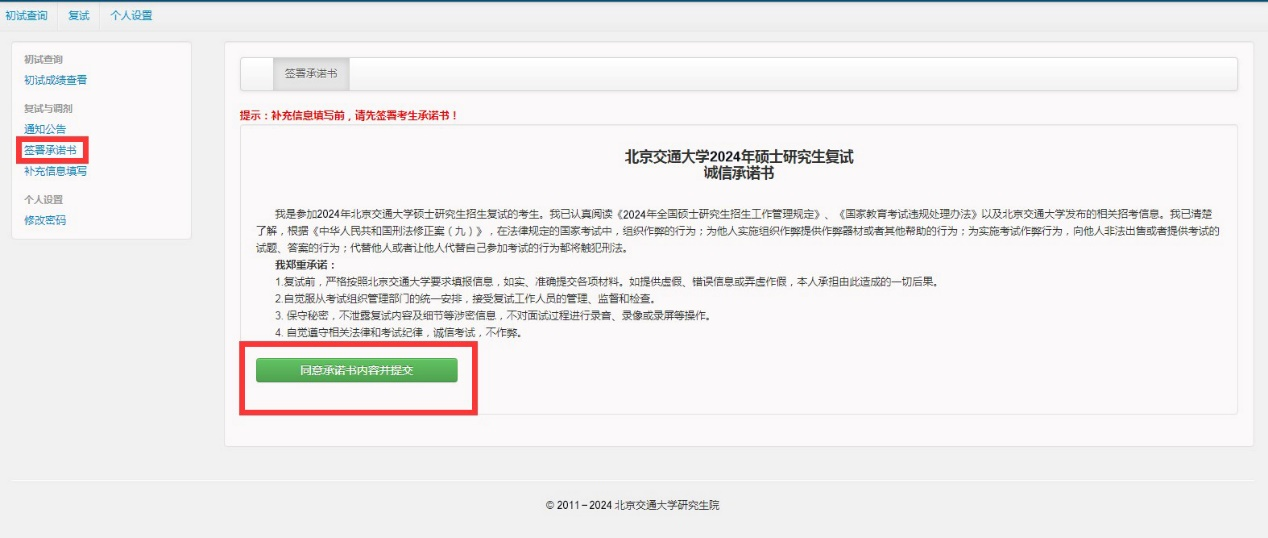 初试查询 复试 个人设置
初试查询
初试成绩查看
复试与调剂
通知公告
签署承诺书
补充信息填写
个人设置
修改密码
签署承诺书
提示：补充信息填写前，请先签署考生承诺书！
北京交通大学2024年硕士研究生复试
诚信承诺书
我是参加2024年北京交通大学硕士研究生招生复试的考生。我已认真阅读《2024年全国硕士研究生招生工作管理规定》、《国家教育考试违规处理办法》以及北京交通大学发布的相关招考信息。我已清楚
了解，根据《中华人民共和国刑法修正案（九）》，在法律规定的国家考试中，组织作弊的行为；为他人实施组织作弊提供作弊器材或者其他帮助的行为；为实施考试作弊行为，向他人非法出售或者提供考试的
试题、答案的行为；代替他人或者让他人代替自己参加考试的行为都将触犯刑法。
我郑重承诺：
1.复试前，严格按照北京交通大学要求填报信息，如实、准确提交各项材料。如提供虚假、错误信息或弄虚作假，本人承担由此造成的一切后果。
2.自觉服从考试组织管理部门的统一安排，接受复试工作人员的管理、监督和检查。
3. 保守秘密，不泄露复试内容及细节等涉密信息，不对面试过程进行录音、录像或录屏等操作。
4. 自觉遵守相关法律和考试纪律，诚信考试，不作弊。
同意承诺书内容并提交
© 2011–2024 北京交通大学研究生院